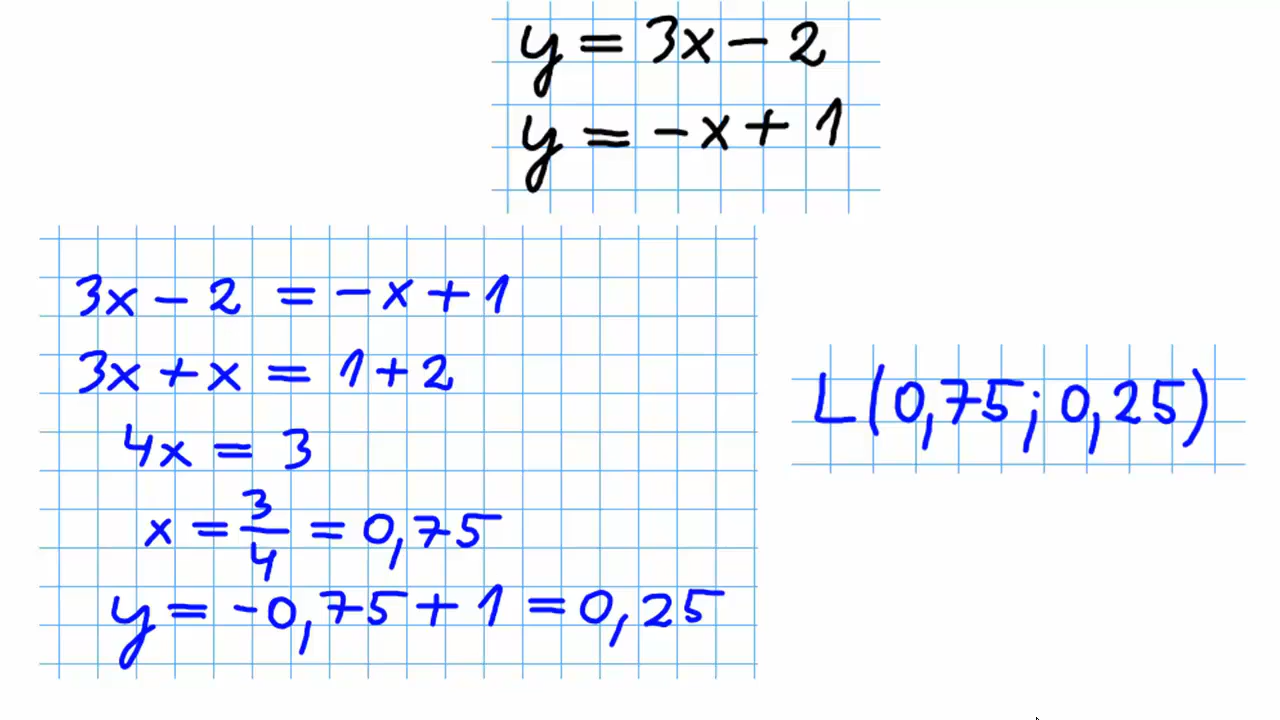 y = 3x - 2
y = -x + 1
3x - 2 = -x + 1
3x + x = 1 + 2
4x = 3
x = 3/4 = 0,75
y = -0,75 + 1 = 0,25
L(0,75; 0,25)